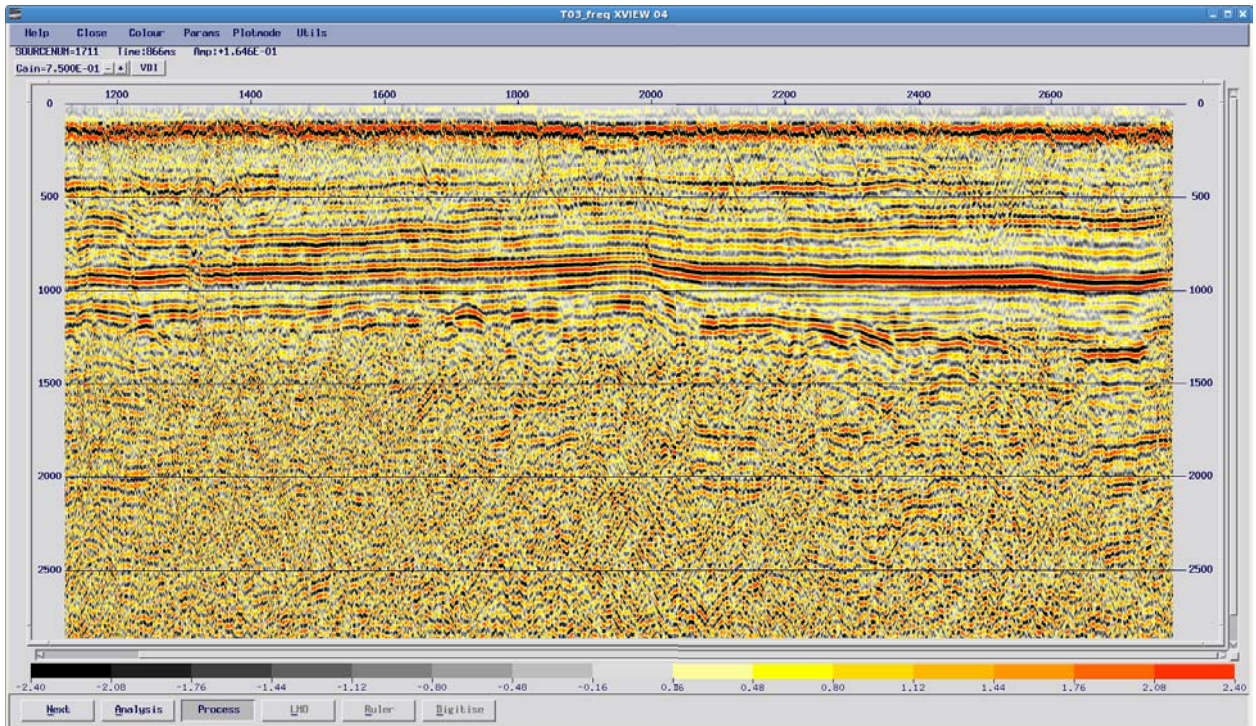 T03_freq XVIEW 04
Help Close Colour Params Plotmode Utils
SOURCENUM=1711 Time:866ms Amp:+1.646E-01
Gain=7.500E-01 - + VDI
1200 1400 1600 1800 2000 2200 2400 2600
0 0
500 500
1000 1000
1500 1500
2000 2000
2500 2500
-2.40 -2.08 -1.76 -1.44 -1.12 -0.80 -0.48 -0.16 0.16 0.48 0.80 1.12 1.44 1.76 2.08 2.40
Next Analysis Process LMO Ruler Digitise